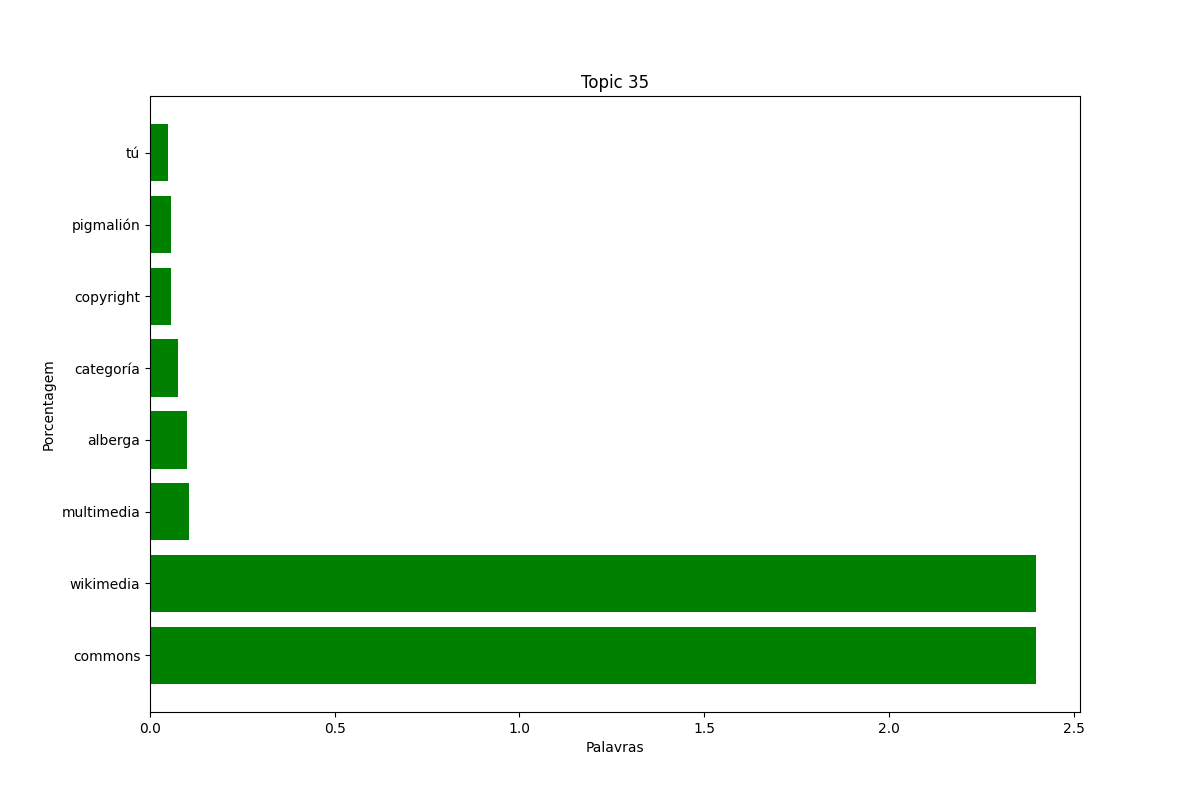 Topic 35
tú
pigmalión
copyright
categoría
alberga
multimedia
wikimedia
commons
Porcentagem
0.0 0.5 1.0 1.5 2.0 2.5
Palavras